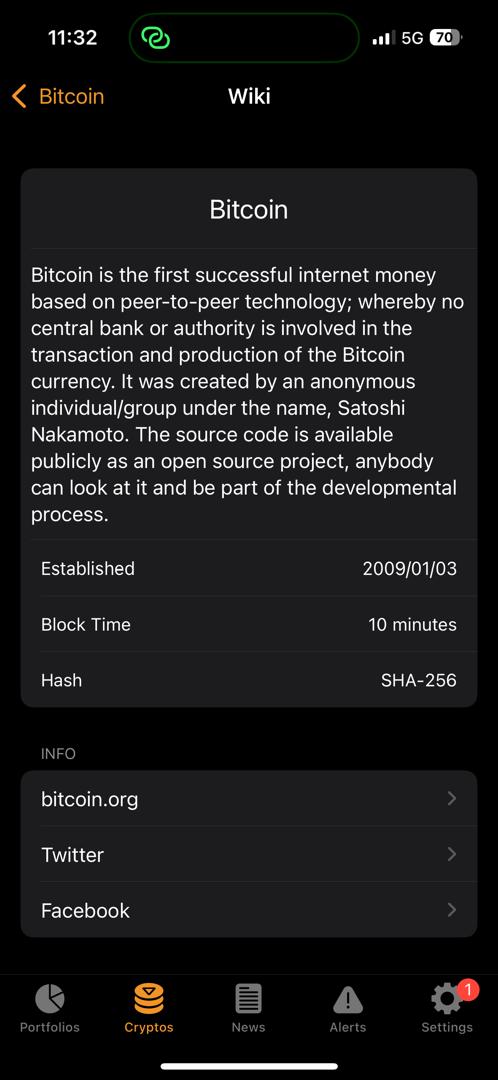 11:32
5G
70
Bitcoin
Wiki
Bitcoin
Bitcoin is the first successful internet money
based on peer-to-peer technology; whereby no
central bank or authority is involved in the
transaction and production of the Bitcoin
currency. It was created by an anonymous
individual/group under the name, Satoshi
Nakamoto. The source code is available
publicly as an open source project, anybody
can look at it and be part of the developmental
process.
Established 2009/01/03
Block Time 10 minutes
Hash SHA-256
INFO
bitcoin.org
Twitter
Facebook
1
Portfolios Cryptos News Alerts Settings